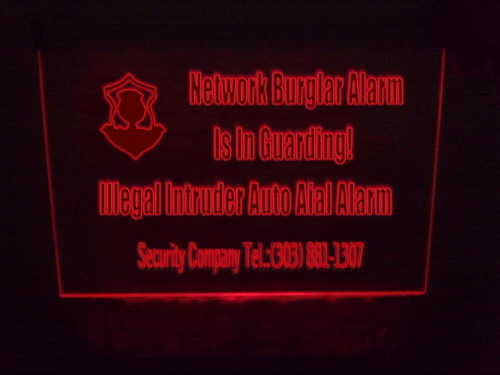 Network Burglar Alarm
Is In Guarding!
Illegal Intruder Auto Aial Alarm
Security Company Tel.:(303) 881-1307